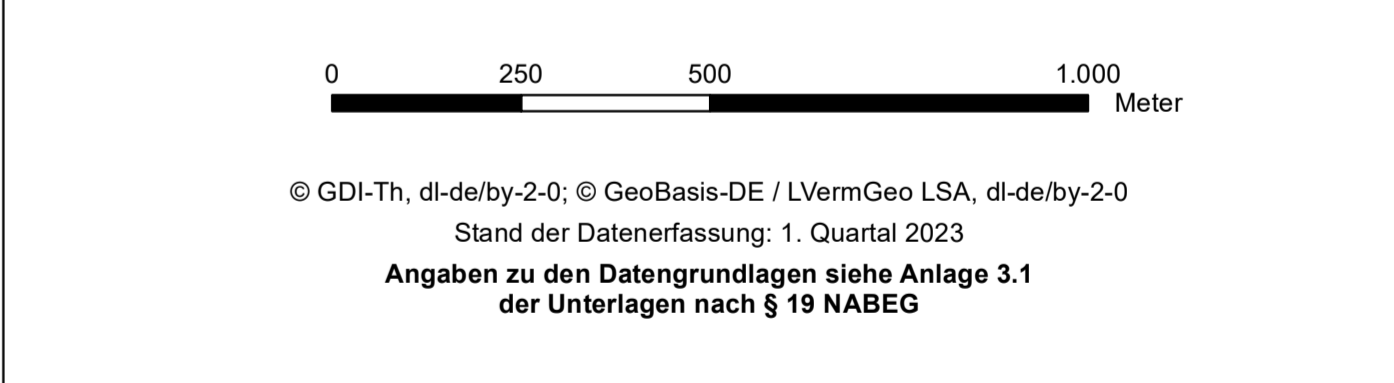 0 250 500 1.000
Meter
© GDI-Th, dl-de/by-2-0; © GeoBasis-DE / LVermGeo LSA, dl-de/by-2-0
Stand der Datenerfassung: 1. Quartal 2023
Angaben zu den Datengrundlagen siehe Anlage 3.1
der Unterlagen nach § 19 NABEG